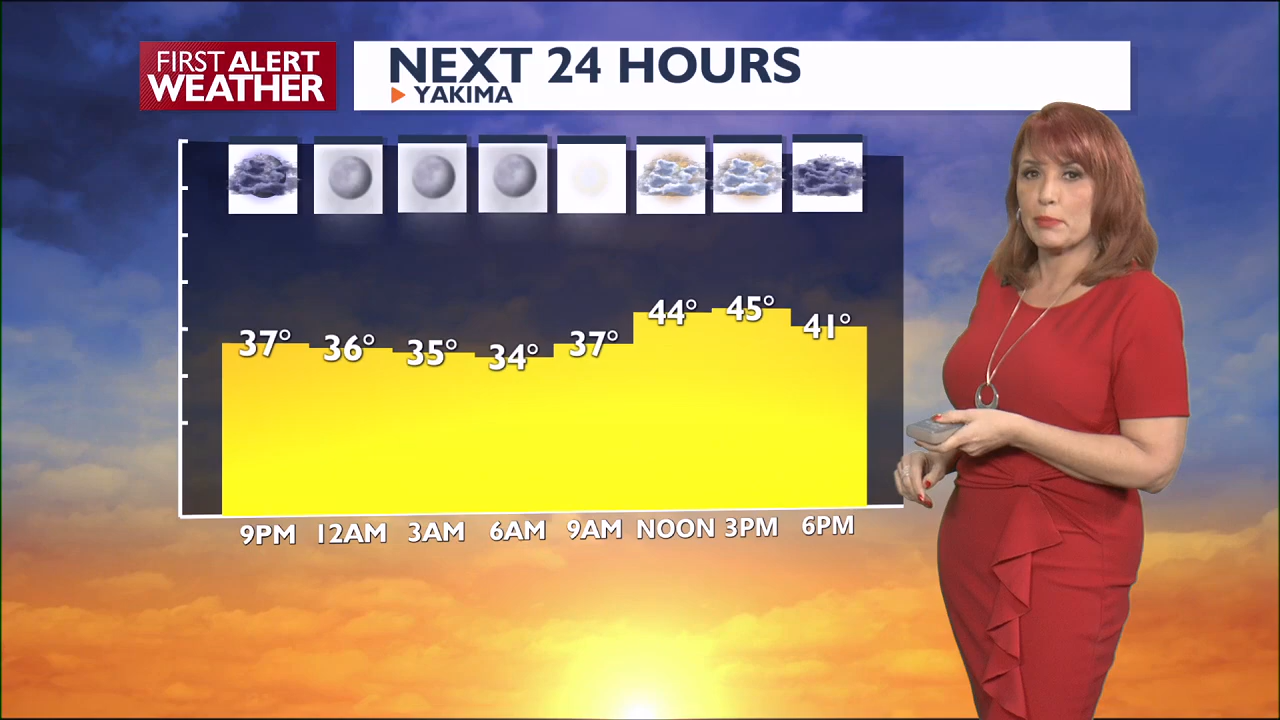 FIRST ALERT
WEATHER
NEXT 24 HOURS
YAKIMA
37° 36° 35° 34° 37° 44° 45° 41°
9PM 12AM 3AM 6AM 9AM NOON 3PM 6PM